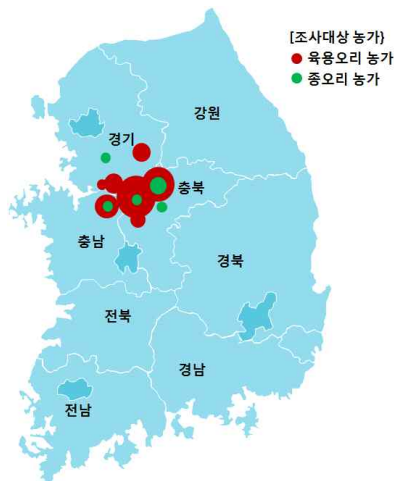 [조사대상 농가}
육용오리 농가
종오리 농가
강원
경기
충북
충남
경북
전북
경남
전남